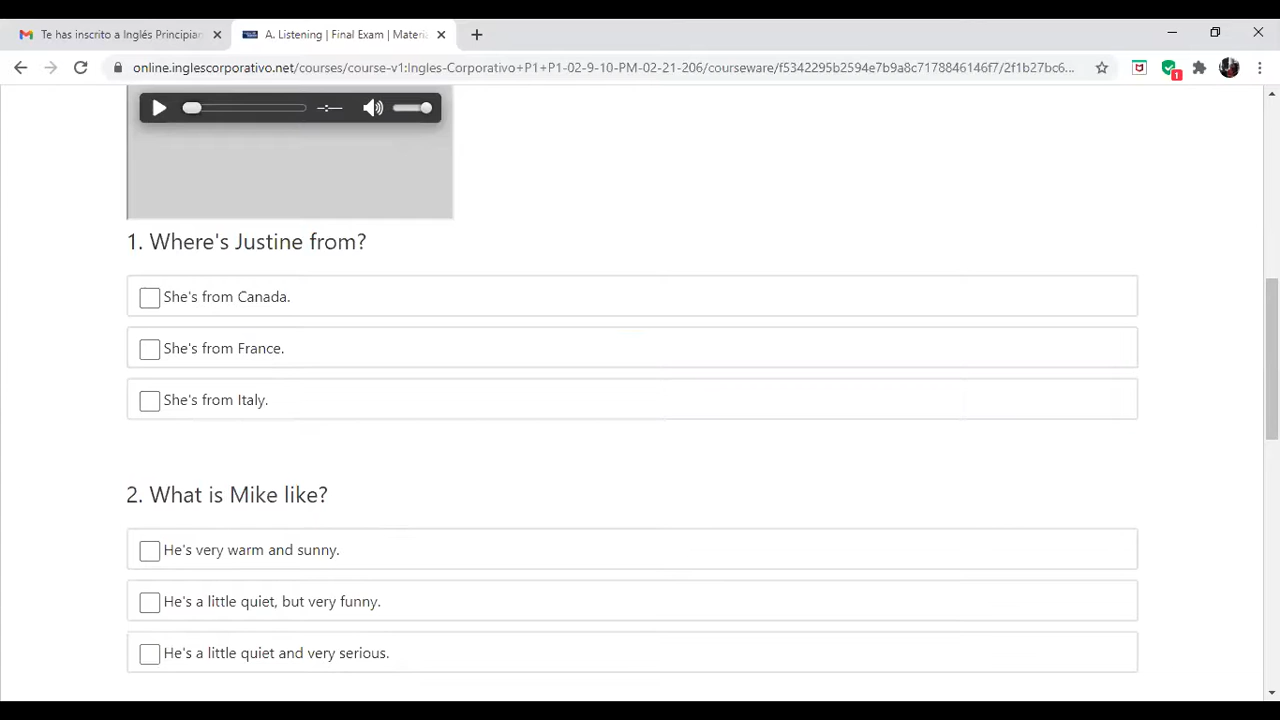 Te has inscrito a Inglés Principian
A. Listening | Final Exam | Materia
online.inglescorporativo.net/courses/course-v1:Ingles-Corporativo+P1+P1-02-9-10-PM-02-21-206/courseware/f5342295b2594e7b9a8c7178846146f7/2f1b27bc6...
1
1. Where's Justine from?
She's from Canada.
She's from France.
She's from Italy.
2. What is Mike like?
He's very warm and sunny.
He's a little quiet, but very funny.
He's a little quiet and very serious.